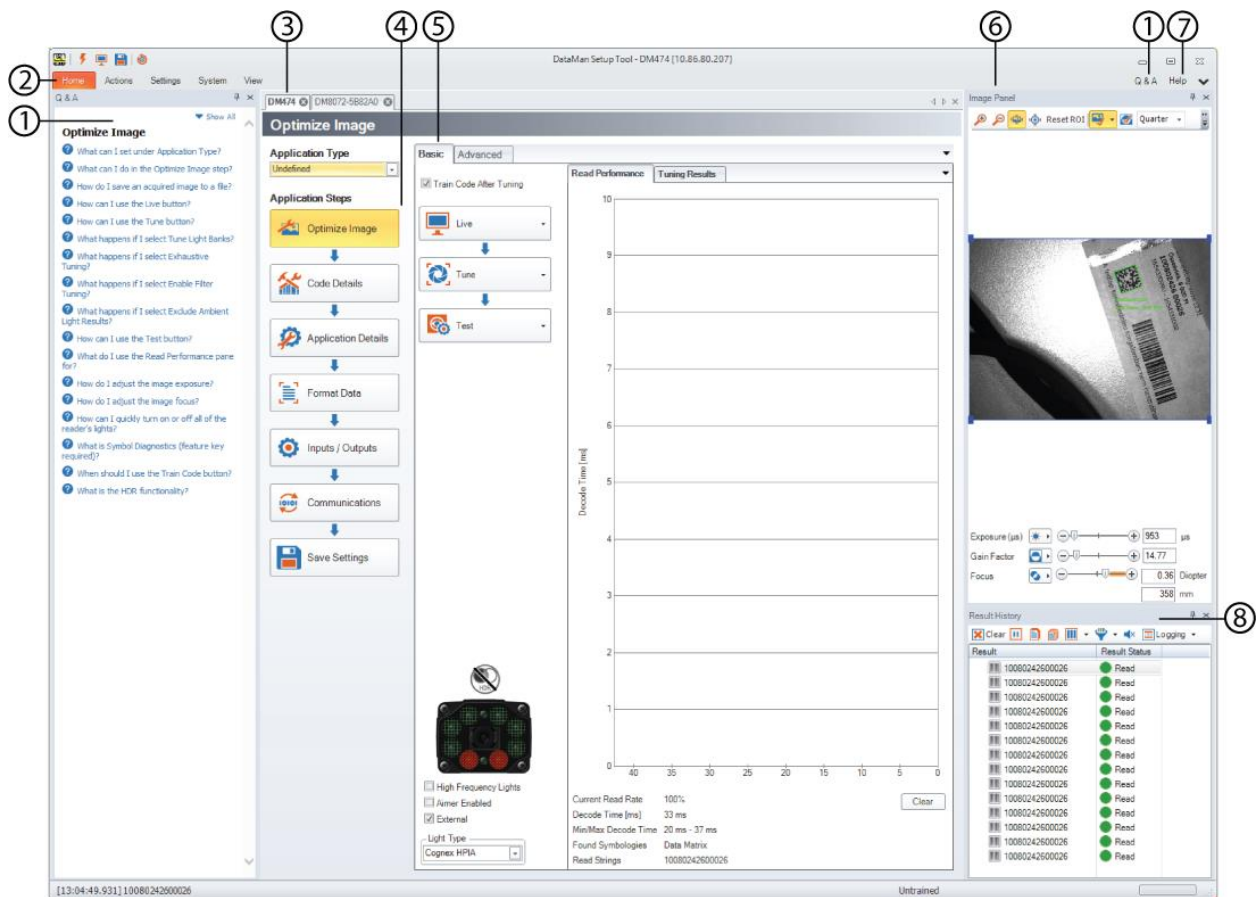 ③
④
⑤
⑥
①
⑦
DataMan Setup Tool - DM474 [10.86.80.207]
②
Home
Actions
Settings
System
View
Q & A
Help
Q & A
①
Show All
Optimize Image
What can I set under Application Type?
What can I do in the Optimize Image step?
How do I save an acquired image to a file?
How can I use the Live button?
How can I use the Tune button?
What happens if I select Tune Light Banks?
What happens if I select Exhaustive
Tuning?
What happens if I select Enable Filter
Tuning?
What happens if I select Exclude Ambient
Light Results?
How can I use the Test button?
What do I use the Read Performance pane
for?
How do I adjust the image exposure?
How do I adjust the image focus?
How can I quickly turn on or off all of the
reader's lights?
What is Symbol Diagnostics (feature key
required)?
When should I use the Train Code button?
What is the HDR functionality?
DM474
DM8072-5B82A0
Optimize Image
Application Type
Undefined
Application Steps
Optimize Image
Code Details
Application Details
Format Data
Inputs / Outputs
Communications
Save Settings
Basic
Advanced
Train Code After Tuning
Live
Tune
Test
HDR
High Frequency Lights
Aimer Enabled
External
Light Type
Cognex HPIA
Read Performance
Tuning Results
10
9
8
7
6
5
4
3
2
1
0
Decode Time [ms]
40
35
30
25
20
15
10
5
0
Current Read Rate 100%
Decode Time [ms] 33 ms
Min/Max Decode Time 20 ms - 37 ms
Found Symbologies Data Matrix
Read Strings 10080242600026
Clear
Image Panel
Reset ROI
Quarter
Exposure (µs) 953 µs
Gain Factor 14.77
Focus 0.36 Diopter
358 mm
Result History
⑧
Clear
Logging
Result
Result Status
10080242600026 Read
10080242600026 Read
10080242600026 Read
10080242600026 Read
10080242600026 Read
10080242600026 Read
10080242600026 Read
10080242600026 Read
10080242600026 Read
10080242600026 Read
10080242600026 Read
10080242600026 Read
10080242600026 Read
10080242600026 Read
[13:04:49.931] 10080242600026
Untrained